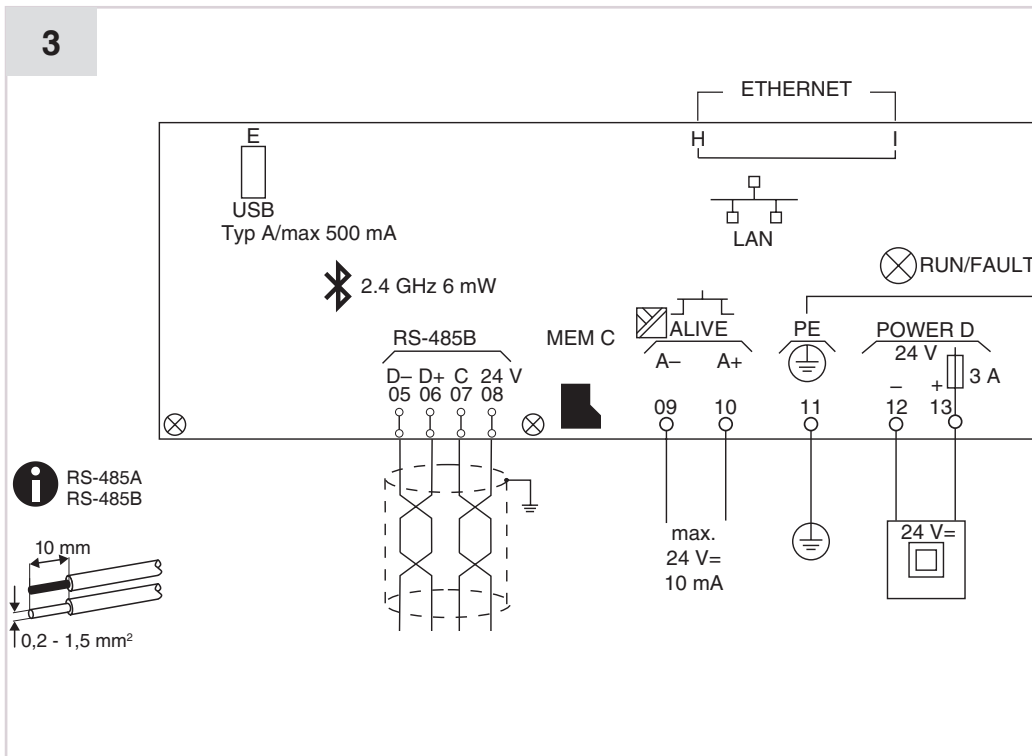 3
ETHERNET
H I
E
USB
Typ A/max 500 mA
LAN
RUN/FAULT
2.4 GHz 6 mW
RS-485B
MEM C
ALIVE
PE
POWER D
D– D+ C 24 V
05 06 07 08
A– A+
24 V
3 A
– +
09 10 11 12 13
RS-485A
RS-485B
10 mm
0,2 - 1,5 mm²
max.
24 V=
10 mA
24 V=